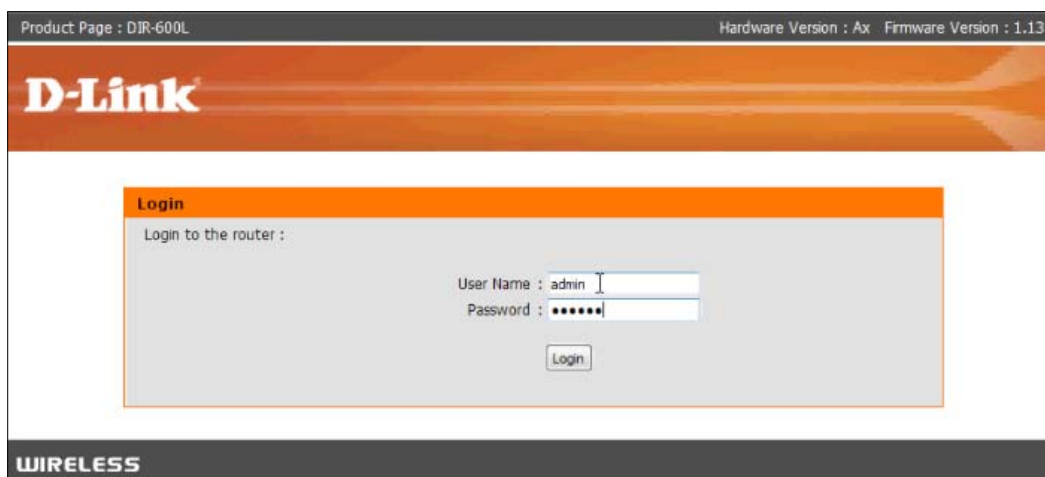 Product Page : DIR-600L Hardware Version : Ax Firmware Version : 1.13
D-Link
Login
Login to the router :
User Name : admin
Password : ••••••
Login
WIRELESS